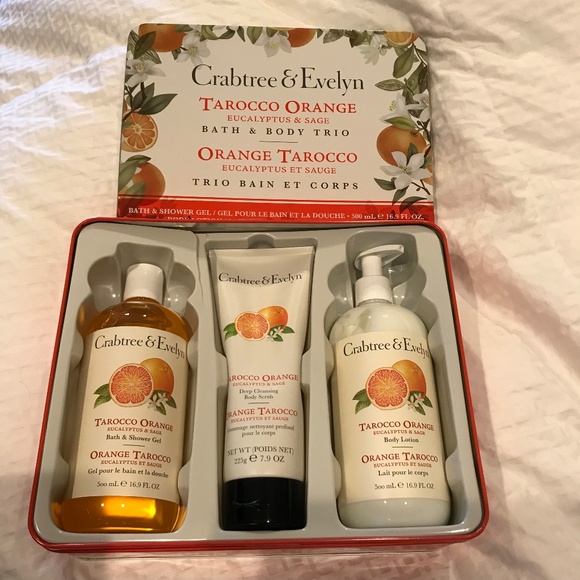 Crabtree & Evelyn
TAROCCO ORANGE
EUCALYPTUS & SAGE
BATH & BODY TRIO
ORANGE TAROCCO
EUCALYPTUS ET SAUGE
TRIO BAIN ET CORPS
BATH & SHOWER GEL / GEL POUR LE BAIN ET LA DOUCHE • 500 mL ℮ 16.9 FL OZ,
Crabtree & Evelyn
TAROCCO ORANGE
EUCALYPTUS & SAGE
Bath & Shower Gel
ORANGE TAROCCO
EUCALYPTUS ET SAUGE
Gel pour le bain et la douche
500 mL ℮ 16.9 FL OZ
Crabtree & Evelyn
TAROCCO ORANGE
EUCALYPTUS & SAGE
Deep Cleansing
Body Scrub
ORANGE TAROCCO
EUCALYPTUS ET SAUGE
Gommage nettoyant profond
pour le corps
NET WT (POIDS NET)
225g ℮ 7.9 OZ
Crabtree & Evelyn
TAROCCO ORANGE
EUCALYPTUS & SAGE
Body Lotion
ORANGE TAROCCO
EUCALYPTUS ET SAUGE
Lait pour le corps
500 mL ℮ 16.9 FL OZ